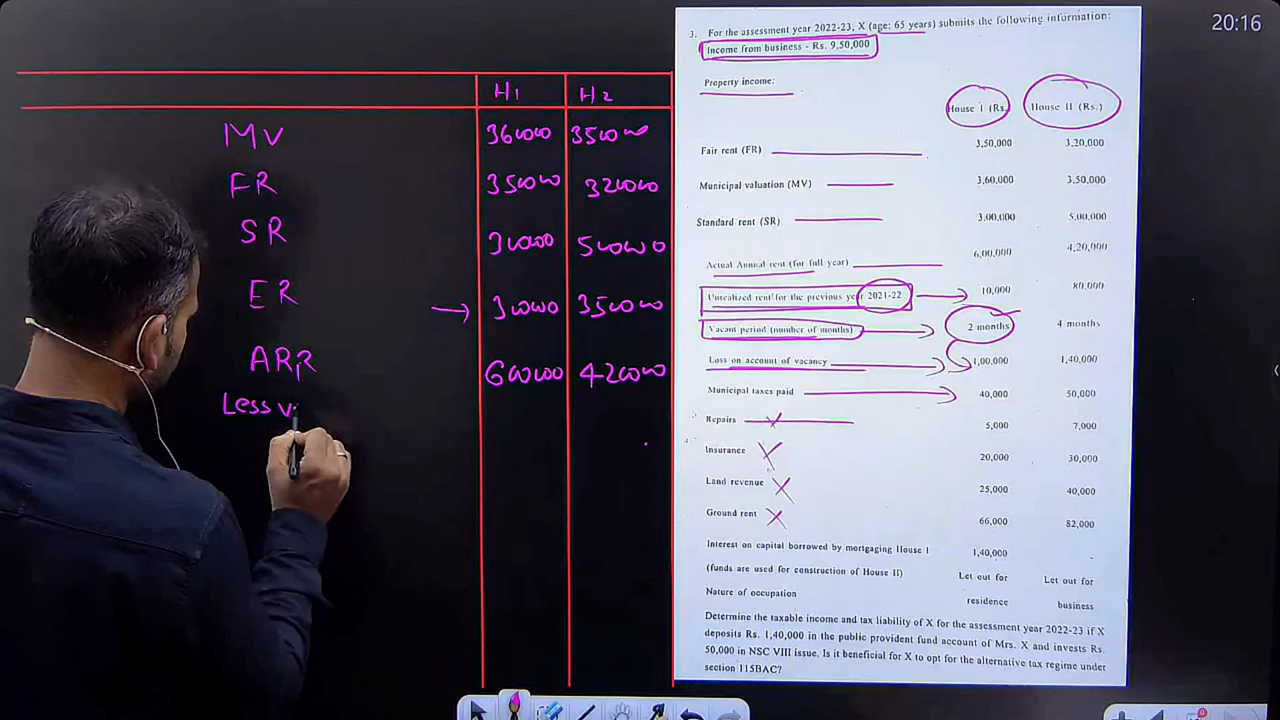 20:16
H1 H2
MV 360000 350000
FR 350000 320000
SR 300000 500000
ER 300000 350000
ARR 600000 420000
Less v
3. For the assessment year 2022-23, X (age: 65 years) submits the following information:
Income from business - Rs. 9,50,000
Property income:
House I (Rs. House II (Rs.)
Fair rent (FR) 3,50,000 3,20,000
Municipal valuation (MV) 3,60,000 3,50,000
Standard rent (SR) 3,00,000 5,00,000
Actual Annual rent (for full year) 6,00,000 4,20,000
Unrealized rent for the previous year 2021-22 10,000 80,000
Vacant period (number of months) 2 months 4 months
Loss on account of vacancy 1,00,000 1,40,000
Municipal taxes paid 40,000 50,000
Repairs 5,000 7,000
Insurance 20,000 30,000
Land revenue 25,000 40,000
Ground rent 66,000 82,000
Interest on capital borrowed by mortgaging House I 1,40,000 -
(funds are used for construction of House II) Let out for Let out for
Nature of occupation residence business
Determine the taxable income and tax liability of X for the assessment year 2022-23 if X
deposits Rs. 1,40,000 in the public provident fund account of Mrs. X and invests Rs.
50,000 in NSC VIII issue. Is it beneficial for X to opt for the alternative tax regime under
section 115BAC?